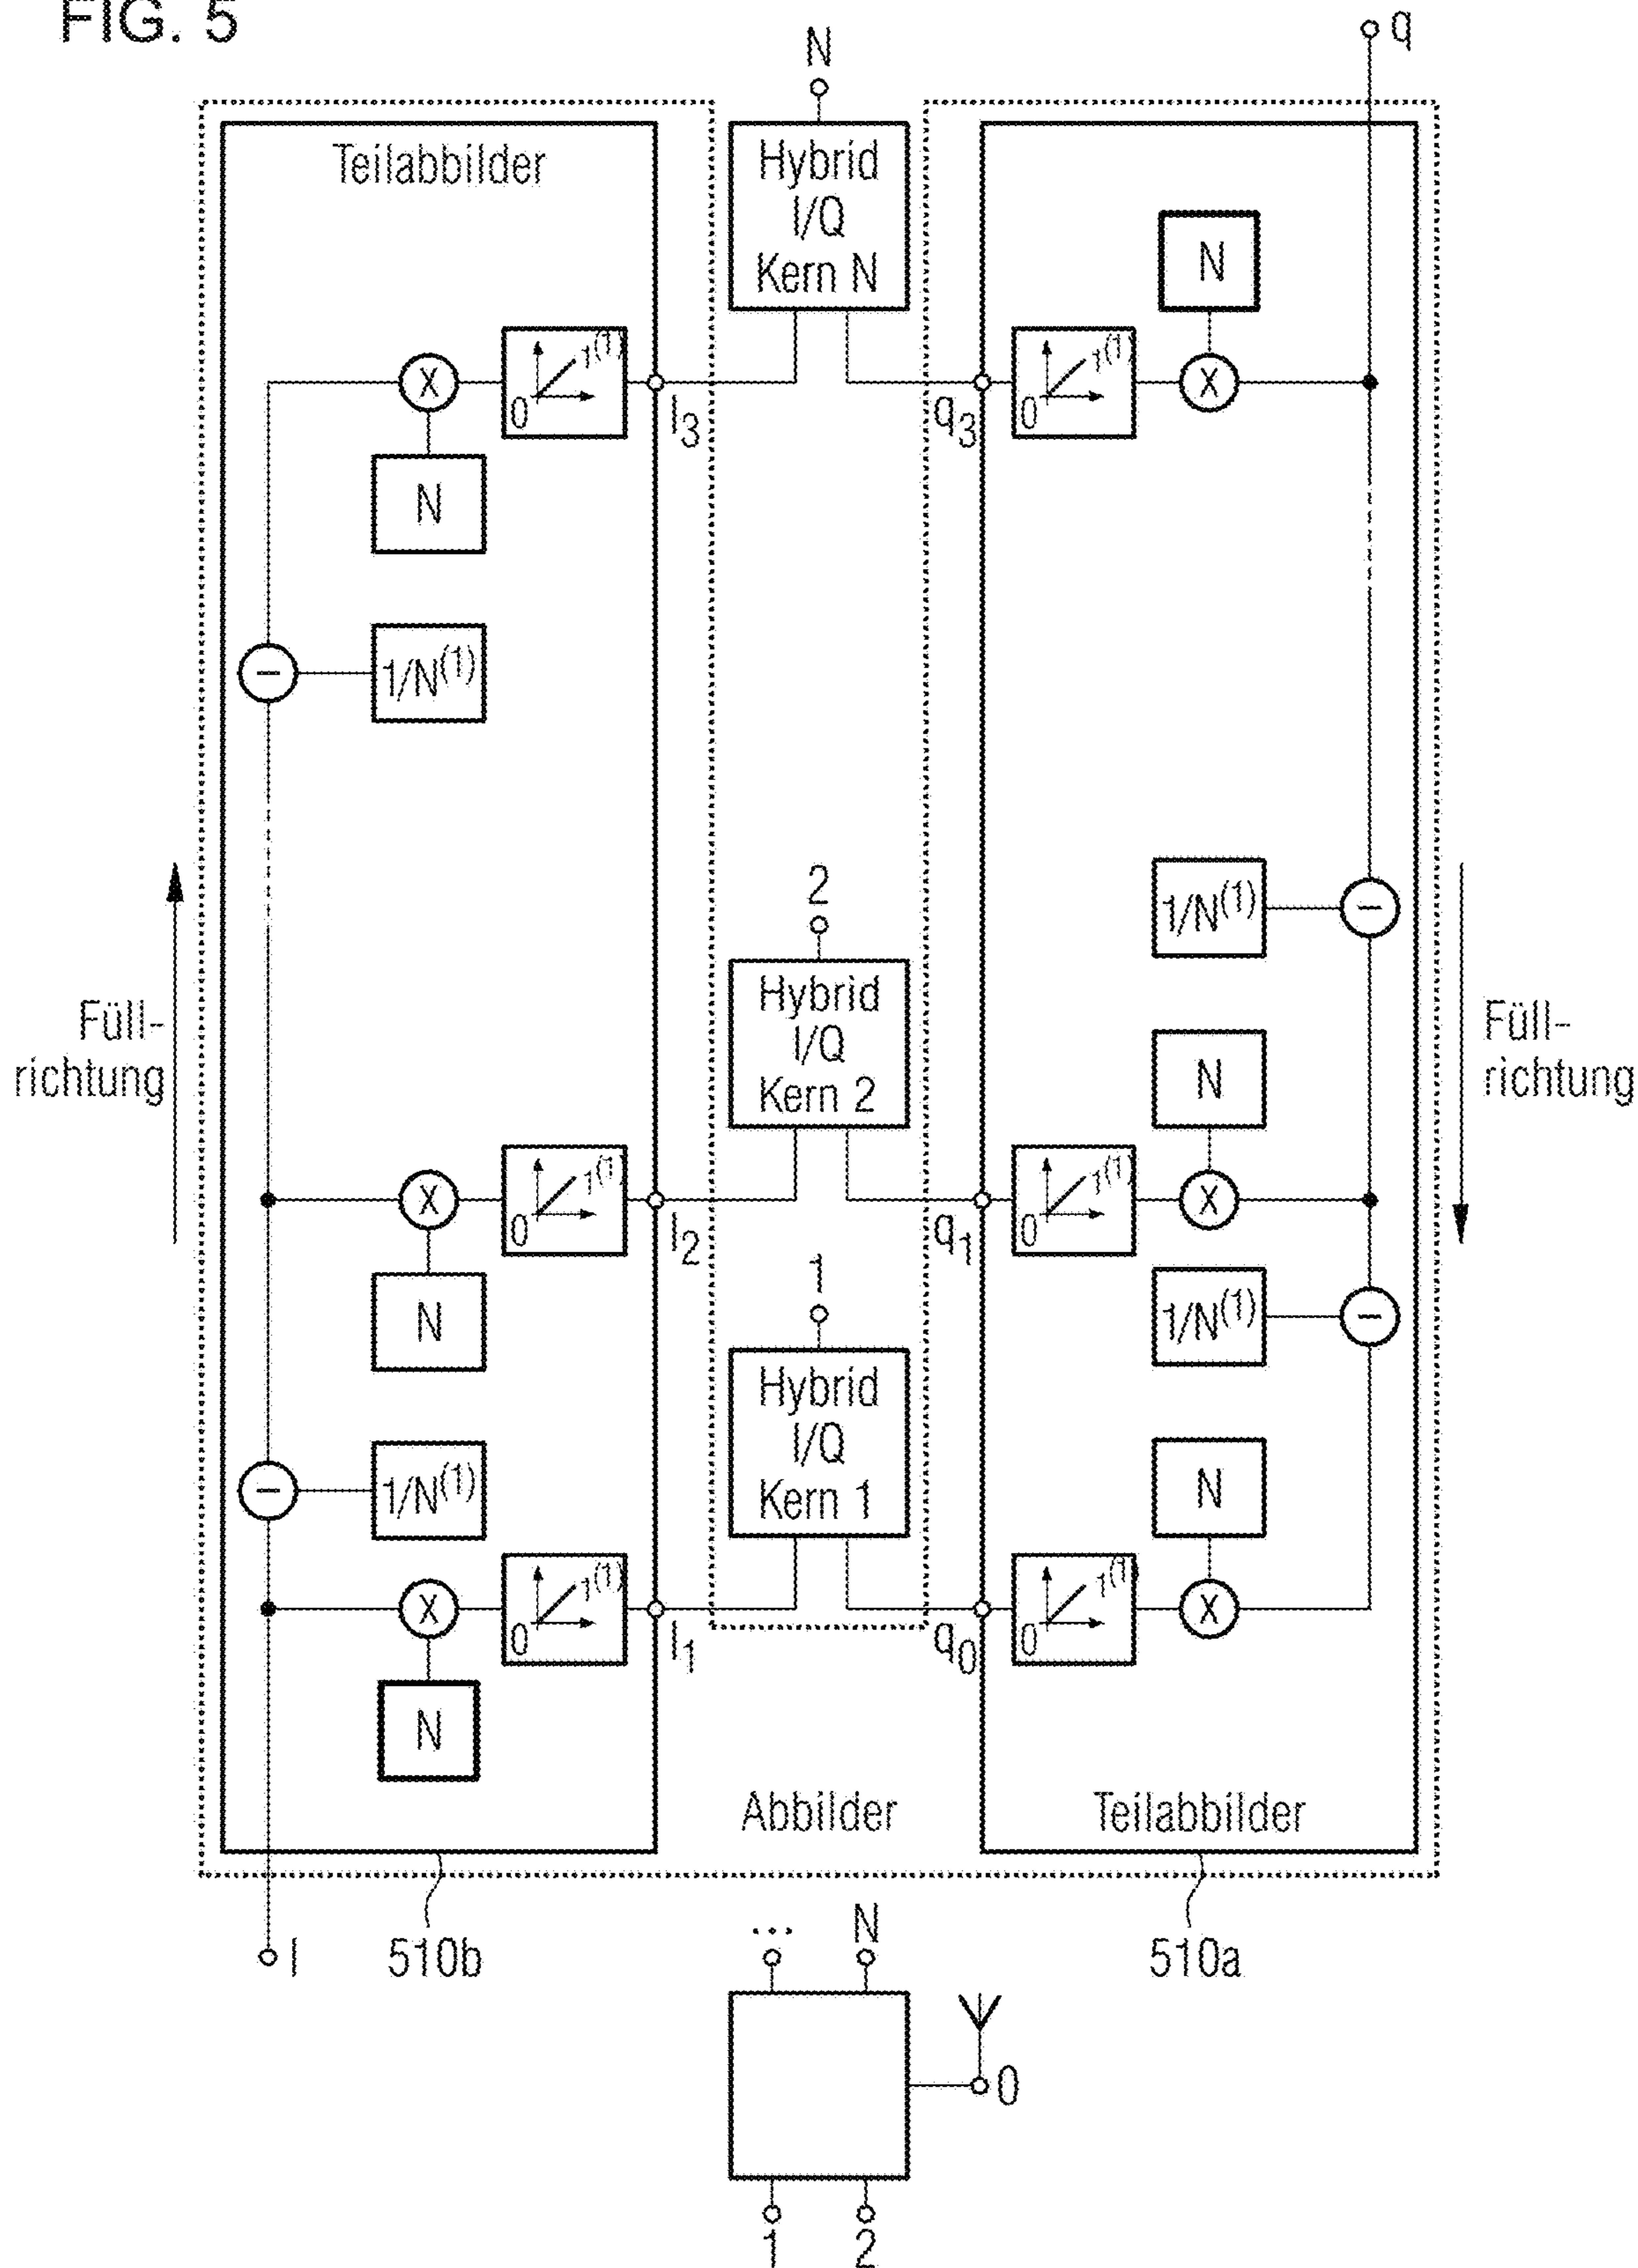 FIG. 5
N
q
Teilabbilder
Hybrid
I/Q
Kern N
N
X
0
1(1)
I3
q3
0
1(1)
X
N
−
1/N(1)
2
1/N(1)
−
Füll-
richtung
Hybrid
I/Q
Kern 2
N
Füll-
richtung
X
0
1(1)
I2
q1
0
1(1)
X
N
1
1/N(1)
−
Hybrid
I/Q
Kern 1
−
1/N(1)
N
X
0
1(1)
I1
q0
0
1(1)
X
N
Abbilder
Teilabbilder
I
510b
...
N
510a
0
1
2